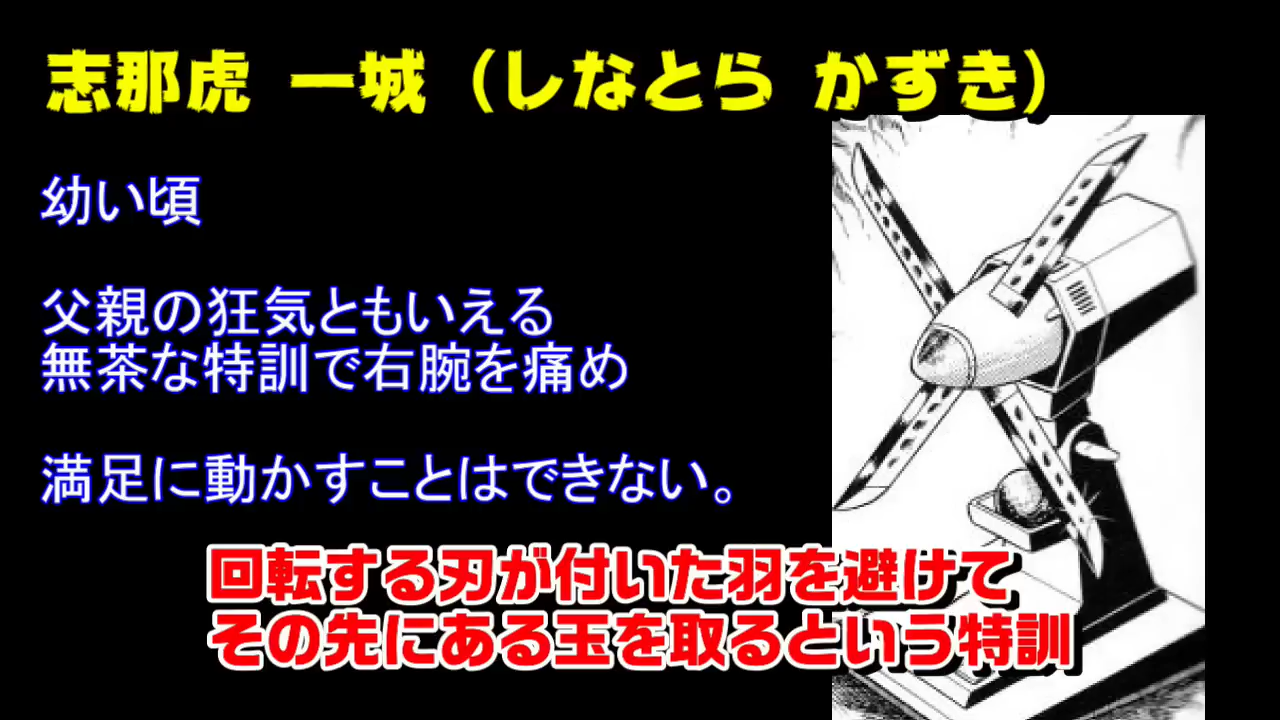 志那虎 一城 (しなとら かずき)
幼い頃
父親の狂気ともいえる
無茶な特訓で右腕を痛め
満足に動かすことはできない。
回転する刃が付いた羽を避けて
その先にある玉を取るという特訓